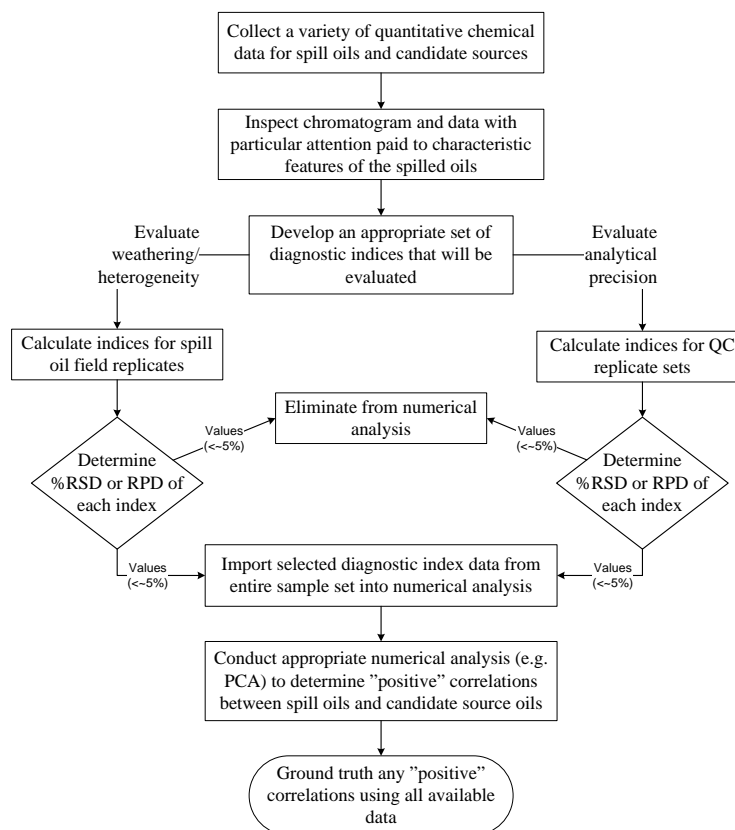 Collect a variety of quantitative chemical
data for spill oils and candidate sources
Inspect chromatogram and data with
particular attention paid to characteristic
features of the spilled oils
Evaluate
weathering/
heterogeneity
Develop an appropriate set of
diagnostic indices that will be
evaluated
Evaluate
analytical
precision
Calculate indices for spill
oil field replicates
Calculate indices for QC
replicate sets
Eliminate from numerical
analysis
Values
(<~5%)
Values
(<~5%)
Determine
%RSD or RPD of
each index
Determine
%RSD or RPD of
each index
Values
(<~5%)
Import selected diagnostic index data from
entire sample set into numerical analysis
Values
(<~5%)
Conduct appropriate numerical analysis (e.g.
PCA) to determine ”positive” correlations
between spill oils and candidate source oils
Ground truth any ”positive”
correlations using all available
data